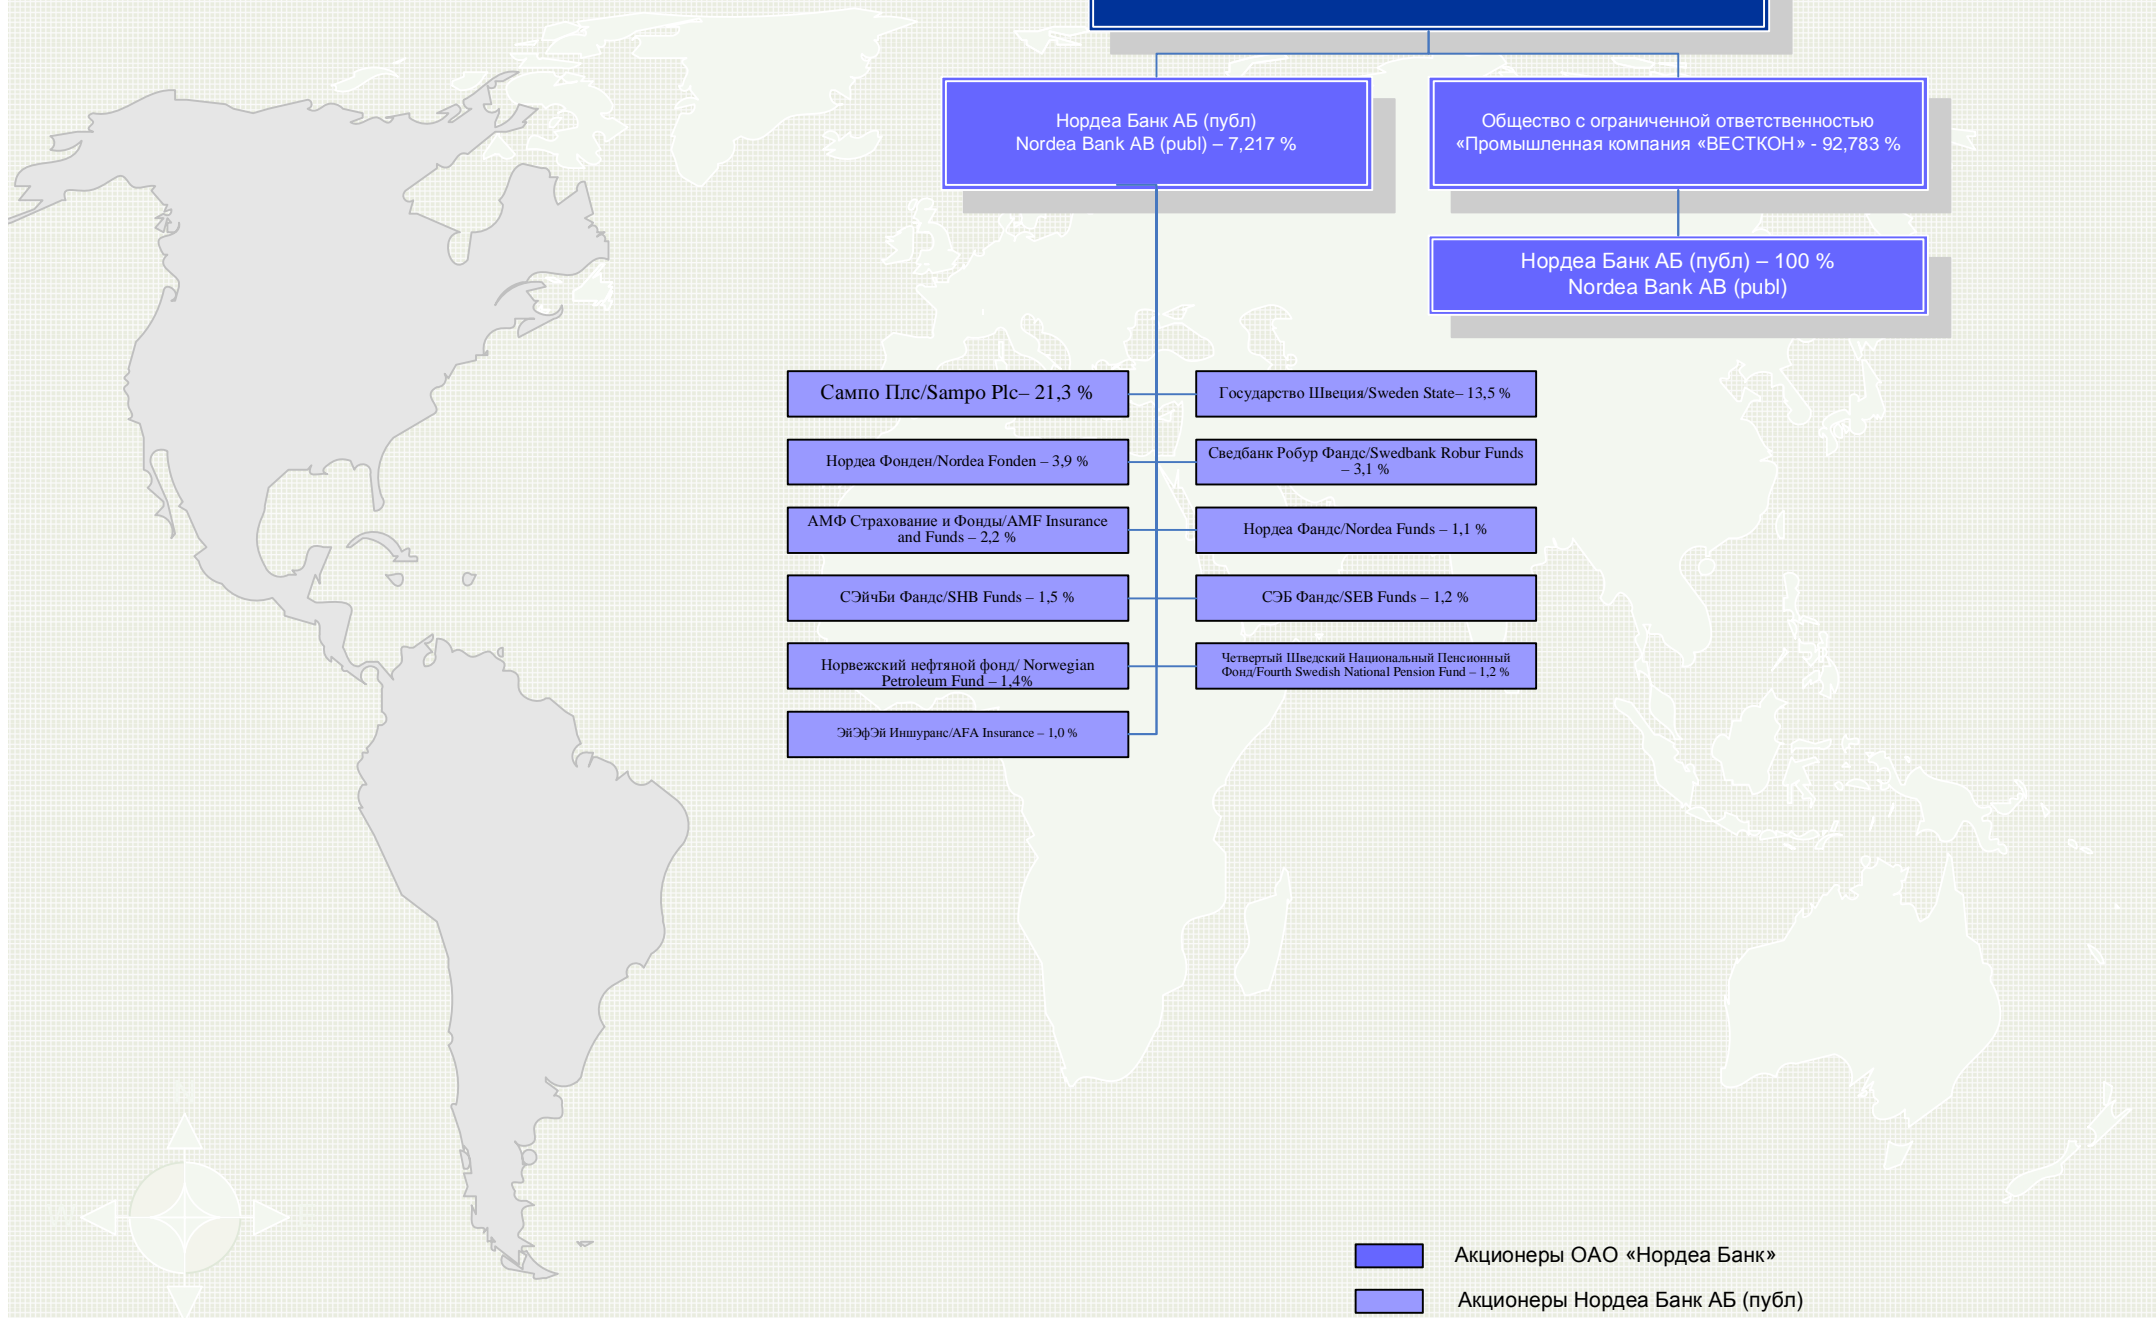 Нордеа Банк АБ (публ)
Nordea Bank AB (publ) – 7,217 %
Общество с ограниченной ответственностью
«Промышленная компания «ВЕСТКОН» - 92,783 %
Нордеа Банк АБ (публ) – 100 %
Nordea Bank AB (publ)
Сампо Плс/Sampo Plc– 21,3 %
Государство Швеция/Sweden State– 13,5 %
Нордеа Фонден/Nordea Fonden – 3,9 %
Сведбанк Робур Фандс/Swedbank Robur Funds
– 3,1 %
АМФ Страхование и Фонды/AMF Insurance
and Funds – 2,2 %
Нордеа Фандс/Nordea Funds – 1,1 %
СЭйчБи Фандс/SHB Funds – 1,5 %
СЭБ Фандс/SEB Funds – 1,2 %
Норвежский нефтяной фонд/ Norwegian
Petroleum Fund – 1,4%
Четвертый Шведский Национальный Пенсионный
Фонд/Fourth Swedish National Pension Fund – 1,2 %
ЭйЭфЭй Иншуранс/AFA Insurance – 1,0 %
N
Акционеры ОАО «Нордеа Банк»
Акционеры Нордеа Банк АБ (публ)